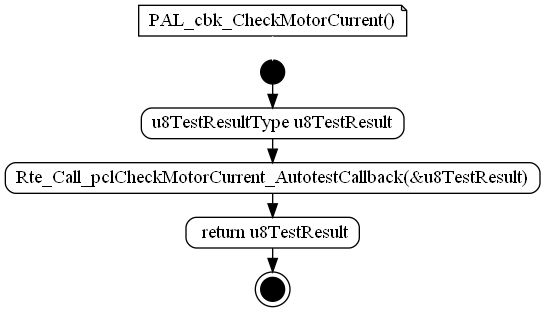 PAL_cbk_CheckMotorCurrent()
u8TestResultType u8TestResult
Rte_Call_pclCheckMotorCurrent_AutotestCallback(&u8TestResult)
return u8TestResult